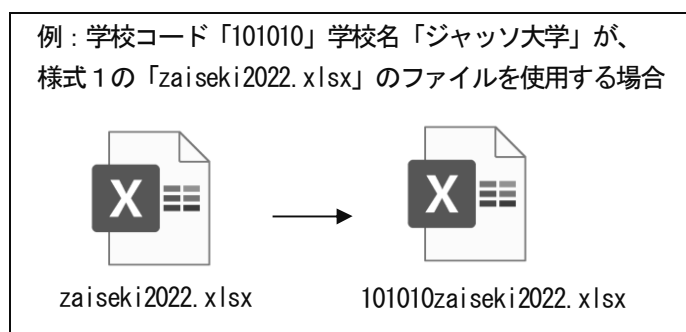 例：学校コード「101010」学校名「ジャッソ大学」が、
様式１の「zaiseki2022.xlsx」のファイルを使用する場合
X
X
zaiseki2022.xlsx
101010zaiseki2022.xlsx